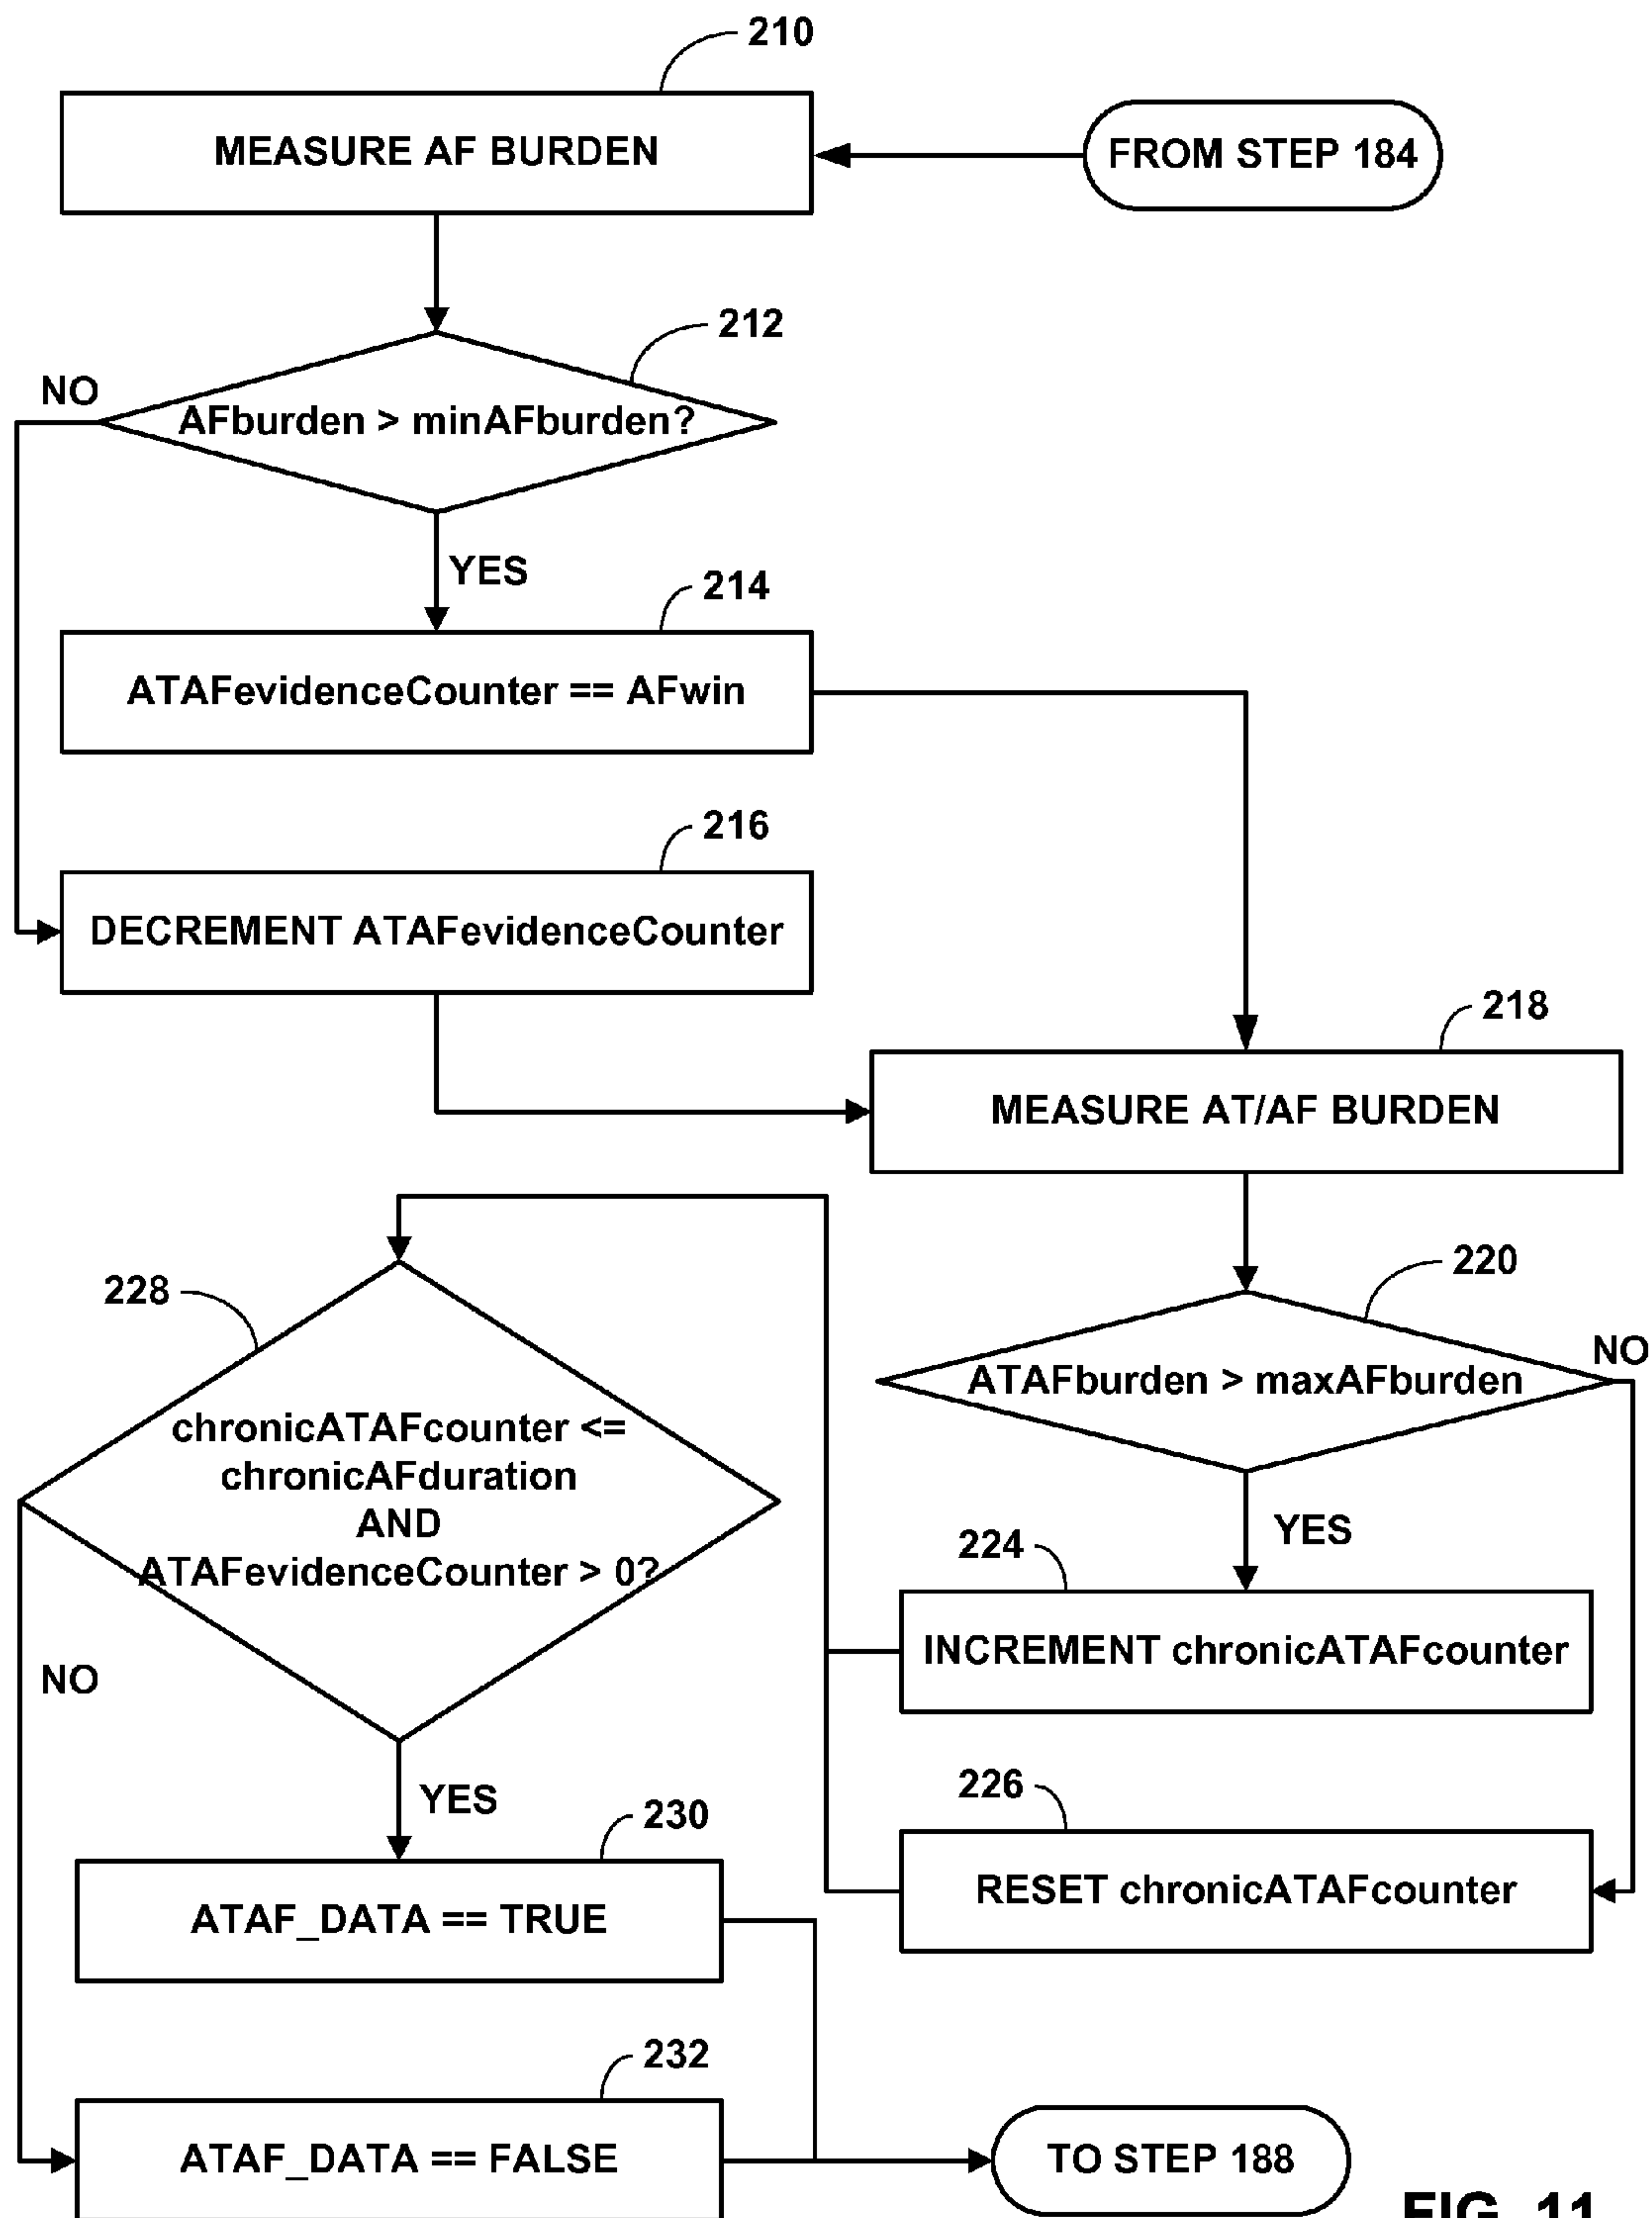 210
MEASURE AF BURDEN
FROM STEP 184
212
NO
AFburden > minAFburden?
YES
214
ATAFevidenceCounter == AFwin
216
DECREMENT ATAFevidenceCounter
218
MEASURE AT/AF BURDEN
220
NO
ATAFburden > maxAFburden
YES
224
INCREMENT chronicATAFcounter
226
RESET chronicATAFcounter
228
chronicATAFcounter <=
chronicAFduration
AND
ATAFevidenceCounter > 0?
NO
YES
230
ATAF_DATA == TRUE
232
ATAF_DATA == FALSE
TO STEP 188
FIG. 11